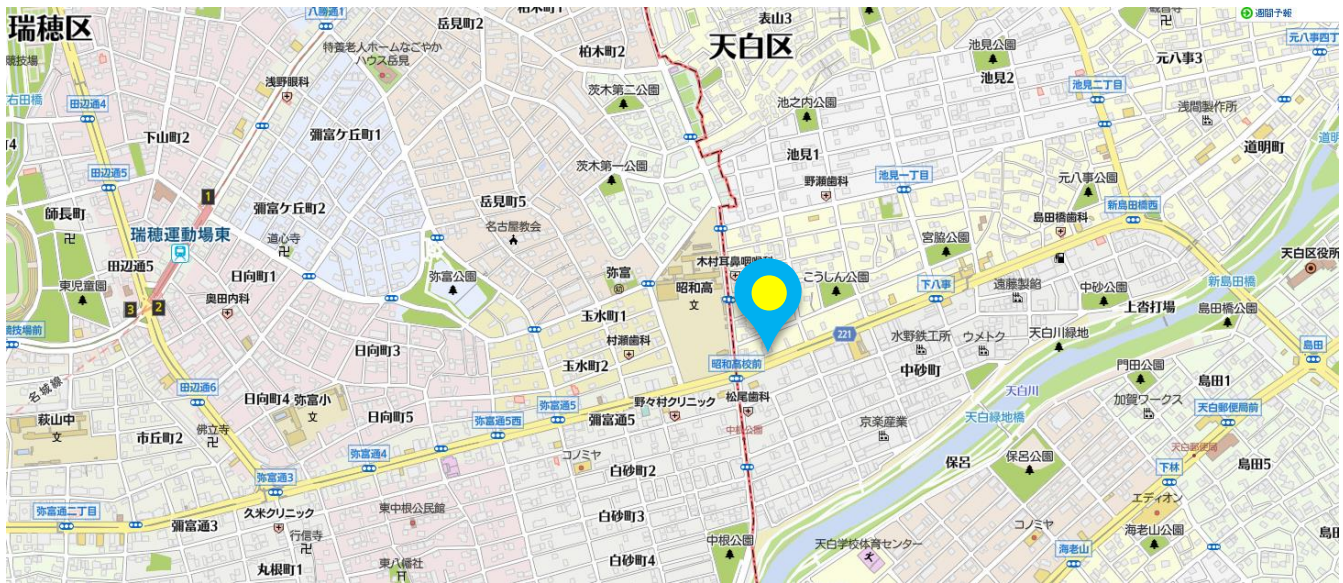 瑞穂区
天白区
八勝通1
岳見町2
柏木町2
表山3
週間予報
元八事3
池見公園
池見2
池見二丁目
浅間製作所
道明町
特養老人ホームなごやか
ハウス岳見
浅野眼科
田辺通4
下山町2
彌富ケ丘町1
茨木第二公園
池之内公園
茨木第一公園
池見1
野瀬歯科
池見一丁目
元八事公園
新島田橋西
島田橋歯科
田辺通5
師長町
彌富ケ丘町2
岳見町5
名古屋教会
瑞穂運動場東
道心寺
1
田辺通5
日向町1
弥富公園
弥富
木村耳鼻咽喉科
昭和高
こうしん公園
宮脇公園
下八事
遠藤製餡
中砂公園
上沓打場
新島田橋
天白区役所
島田橋公園
東児童園
3
2
奥田内科
玉水町1
村瀬歯科
玉水町2
昭和高校前
221
水野鉄工所
ウメトク
天白川緑地
中砂町
天白川
門田公園
島田
島田1
加賀ワークス
天白郵便局前
天白緑地橋
名城線
日向町3
田辺通6
日向町4
弥富小
日向町5
弥富通5西
弥富通5
彌富通5
野々村クリニック
松尾歯科
中根公園
京楽産業
萩山中
市丘町2
佛立寺
弥富通4
弥富通3
コノミヤ
白砂町2
保呂
保呂公園
天白郵便局
下林
島田5
エディオン
弥富通二丁目
彌富通3
久米クリニック
行信寺
東中根公民館
白砂町3
白砂町4
中根公園
天白学校体育センター
コノミヤ
海老山
海老山公園
丸根町1
東八幡社